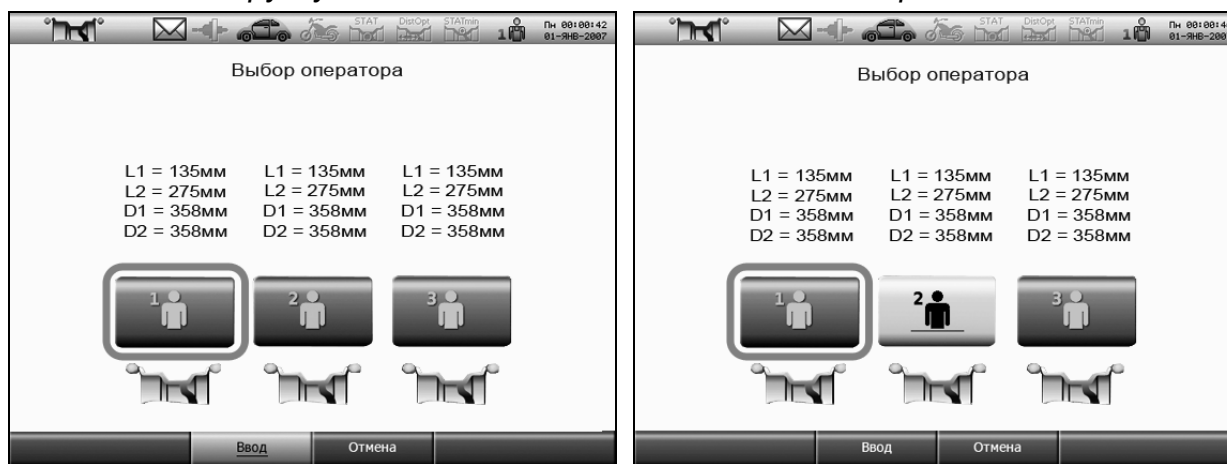 STAT DistOpt STATmin
1
Пн 00:00:42
01-ЯНВ-2007
Выбор оператора
L1 = 135мм L1 = 135мм L1 = 135мм
L2 = 275мм L2 = 275мм L2 = 275мм
D1 = 358мм D1 = 358мм D1 = 358мм
D2 = 358мм D2 = 358мм D2 = 358мм
1 2 3
Ввод Отмена
STAT DistOpt STATmin
1
Выбор оператора
L1 = 135мм L1 = 135мм L1 = 135мм
L2 = 275мм L2 = 275мм L2 = 275мм
D1 = 358мм D1 = 358мм D1 = 358мм
D2 = 358мм D2 = 358мм D2 = 358мм
1 2 3
Ввод Отмена